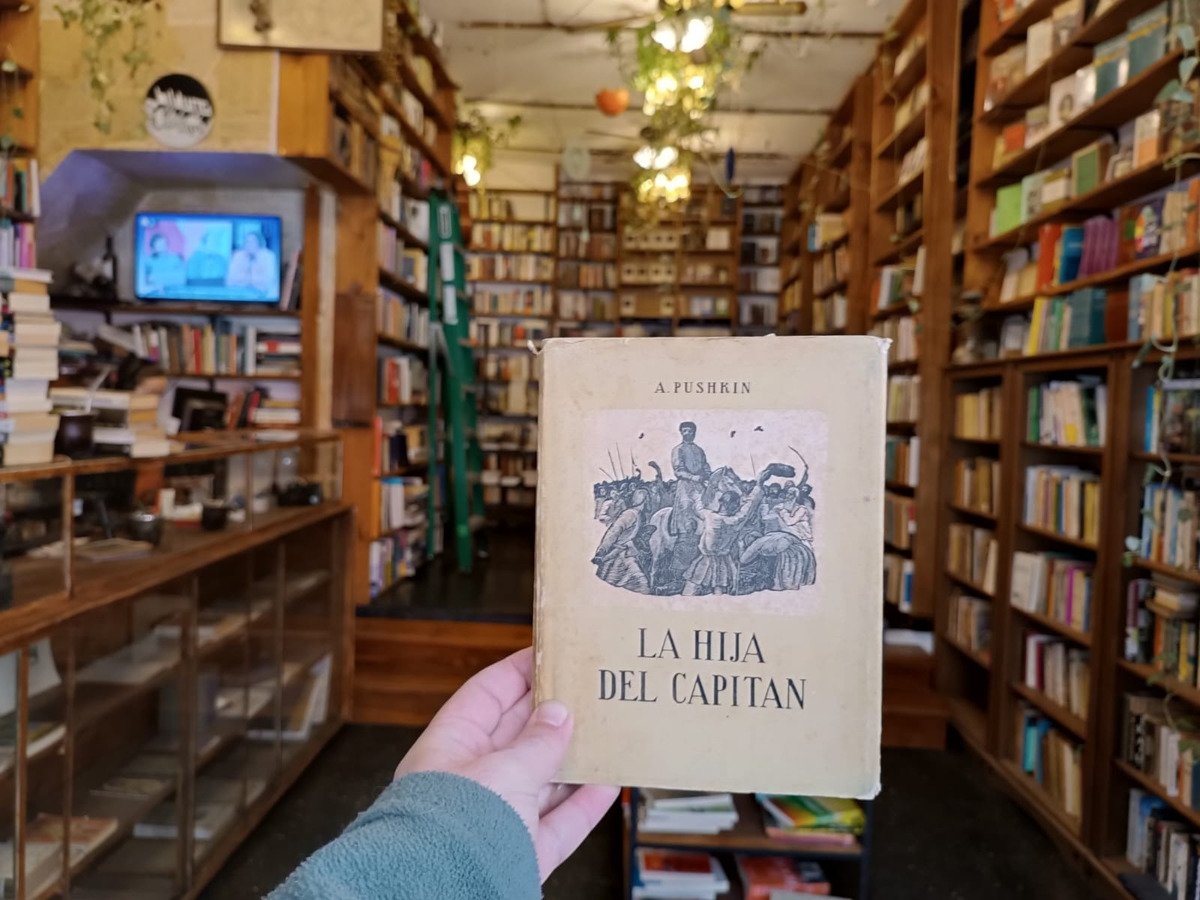 A. PUSHKIN
LA HIJA
DEL CAPITAN